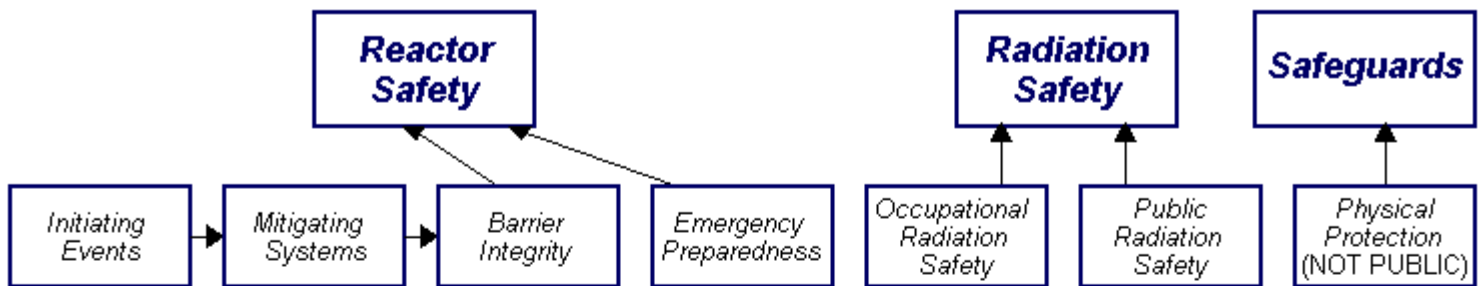 Reactor
Safety
Radiation
Safety
Safeguards
Initiating
Events
Mitigating
Systems
Barrier
Integrity
Emergency
Preparedness
Occupational
Radiation
Safety
Public
Radiation
Safety
Physical
Protection
(NOT PUBLIC)